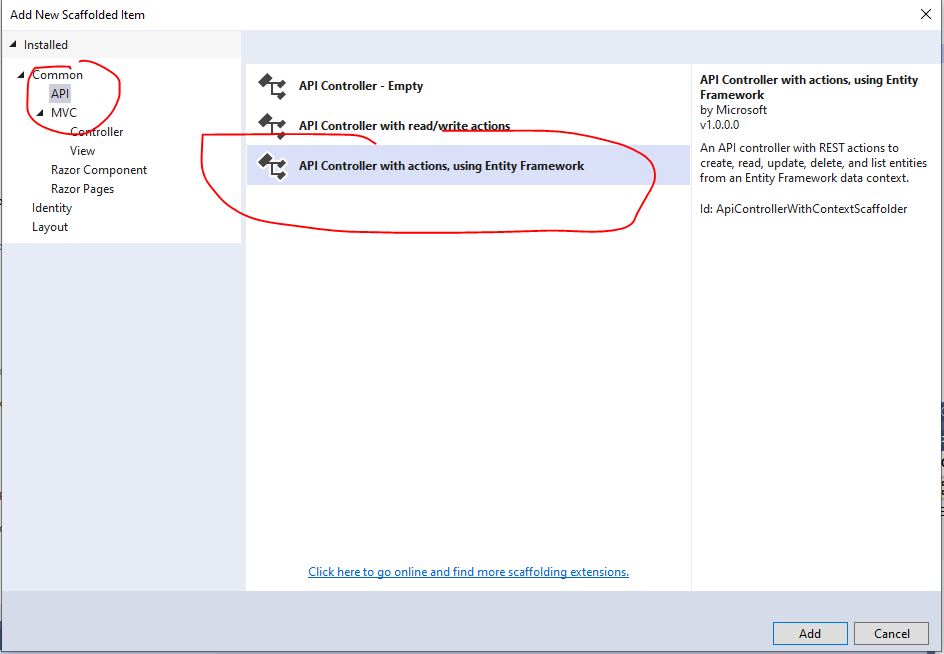 Add New Scaffolded Item
Installed
Common
API
MVC
Controller
View
Razor Component
Razor Pages
Identity
Layout
API Controller - Empty
API Controller with read/write actions
API Controller with actions, using Entity Framework
API Controller with actions, using Entity
Framework
by Microsoft
v1.0.0.0
An API controller with REST actions to
create, read, update, delete, and list entities
from an Entity Framework data context.
Id: ApiControllerWithContextScaffolder
Click here to go online and find more scaffolding extensions.
Add
Cancel